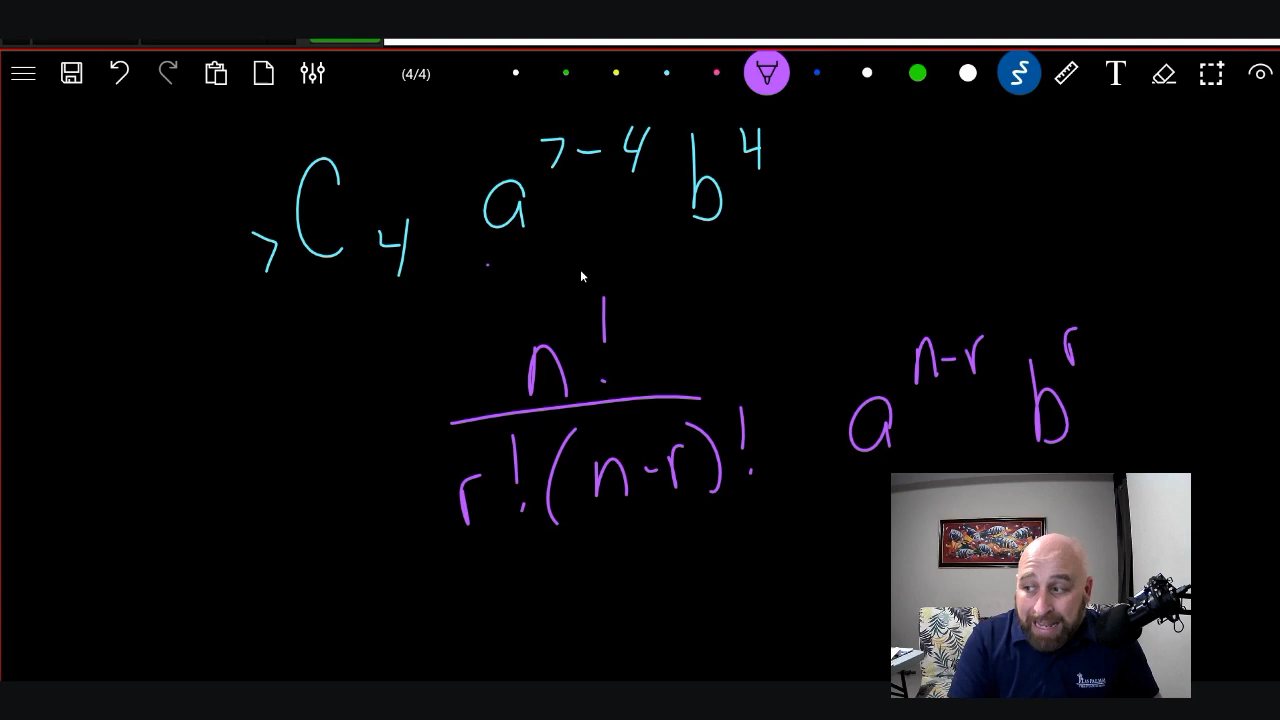 (4/4)
T
7C4 a^7-4 b^4
n!
r!(n-r)!
a^n-r b^r